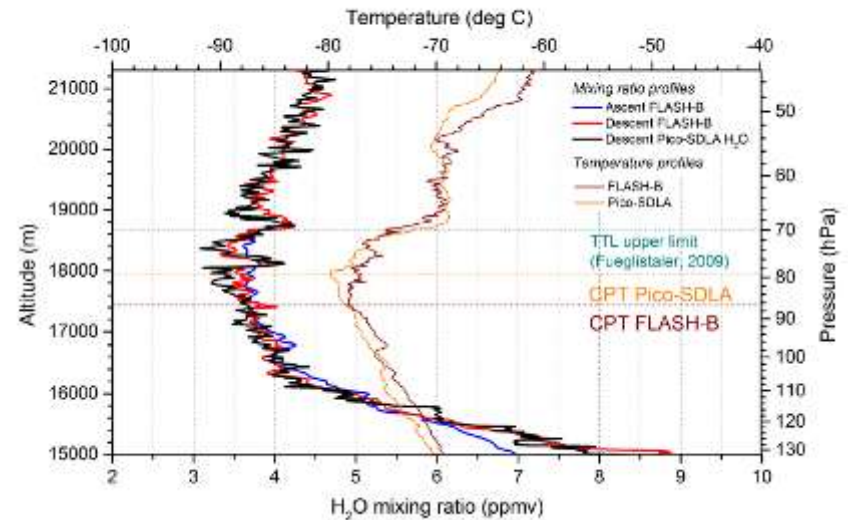 Temperature (deg C)
-100 -90 -80 -70 -60 -50 -40
21000
20000
19000
18000
17000
16000
15000
Altitude (m)
Mixing ratio profiles
Ascent FLASH-B
Descent FLASH-B
Descent Pico-SDLA H₂O
Temperature profiles
FLASH-B
Pico-SDLA
TTL upper limit
(Fueglistaler, 2009)
CPT Pico-SDLA
CPT FLASH-B
50
60
70
80
90
100
110
120
130
Pressure (hPa)
2 3 4 5 6 7 8 9 10
H₂O mixing ratio (ppmv)